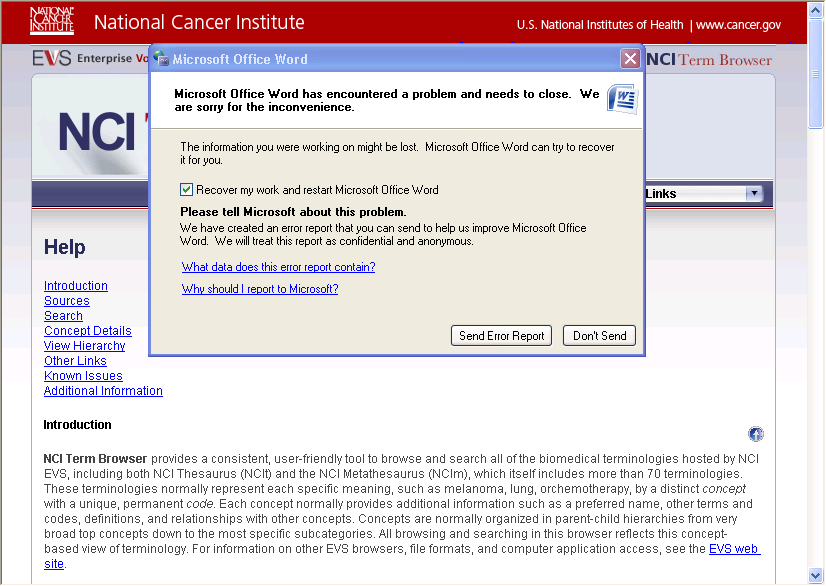 NATIONAL CANCER INSTITUTE
National Cancer Institute
U.S. National Institutes of Health | www.cancer.gov
EVS Enterprise Vo
NCI Term Browser
Microsoft Office Word
Microsoft Office Word has encountered a problem and needs to close. We
are sorry for the inconvenience.
NCI
The information you were working on might be lost. Microsoft Office Word can try to recover
it for you.
Recover my work and restart Microsoft Office Word
Links
Please tell Microsoft about this problem.
We have created an error report that you can send to help us improve Microsoft Office
Word. We will treat this report as confidential and anonymous.
What data does this error report contain?
Why should I report to Microsoft?
Send Error Report
Don't Send
Help
Introduction
Sources
Search
Concept Details
View Hierarchy
Other Links
Known Issues
Additional Information
Introduction
NCI Term Browser provides a consistent, user-friendly tool to browse and search all of the biomedical terminologies hosted by NCI
EVS, including both NCI Thesaurus (NCIt) and the NCI Metathesaurus (NCIm), which itself includes more than 70 terminologies.
These terminologies normally represent each specific meaning, such as melanoma, lung, orchemotherapy, by a distinct concept
with a unique, permanent code. Each concept normally provides additional information such as a preferred name, other terms and
codes, definitions, and relationships with other concepts. Concepts are normally organized in parent-child hierarchies from very
broad top concepts down to the most specific subcategories. All browsing and searching in this browser reflects this concept-
based view of terminology. For information on other EVS browsers, file formats, and computer application access, see the EVS web
site.